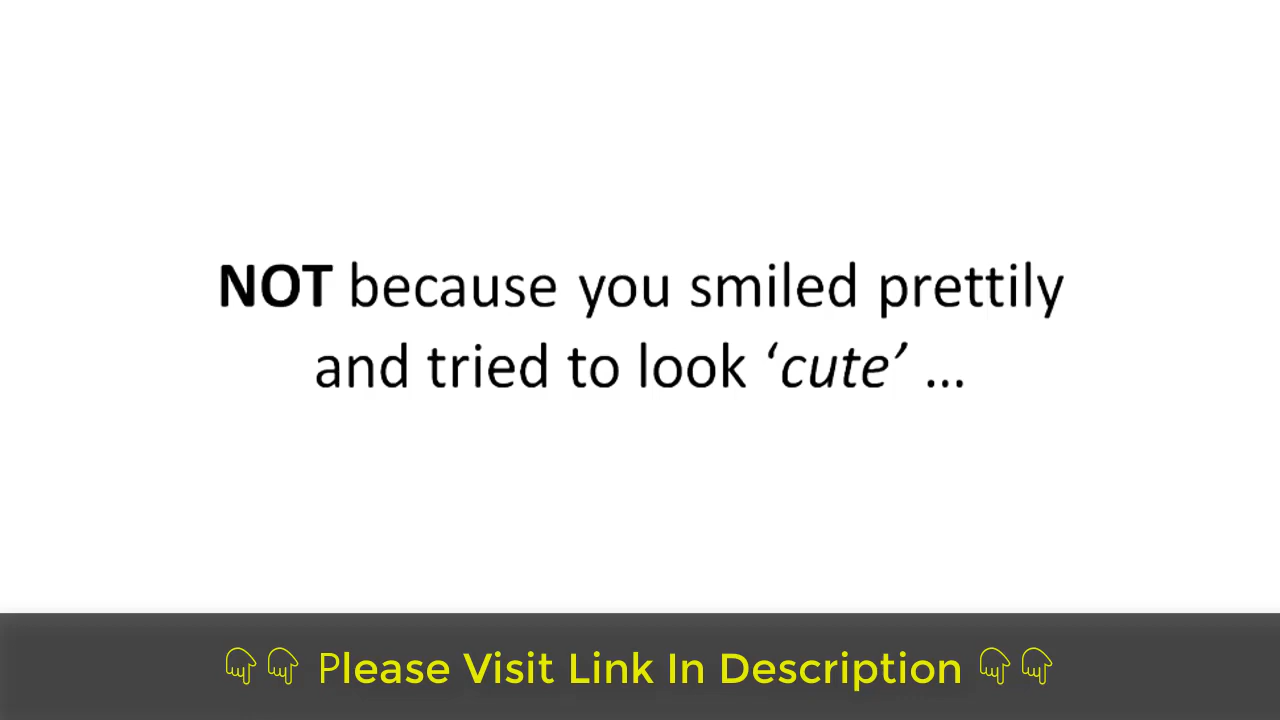 NOT because you smiled prettily
and tried to look ‘cute’ ...
Please Visit Link In Description